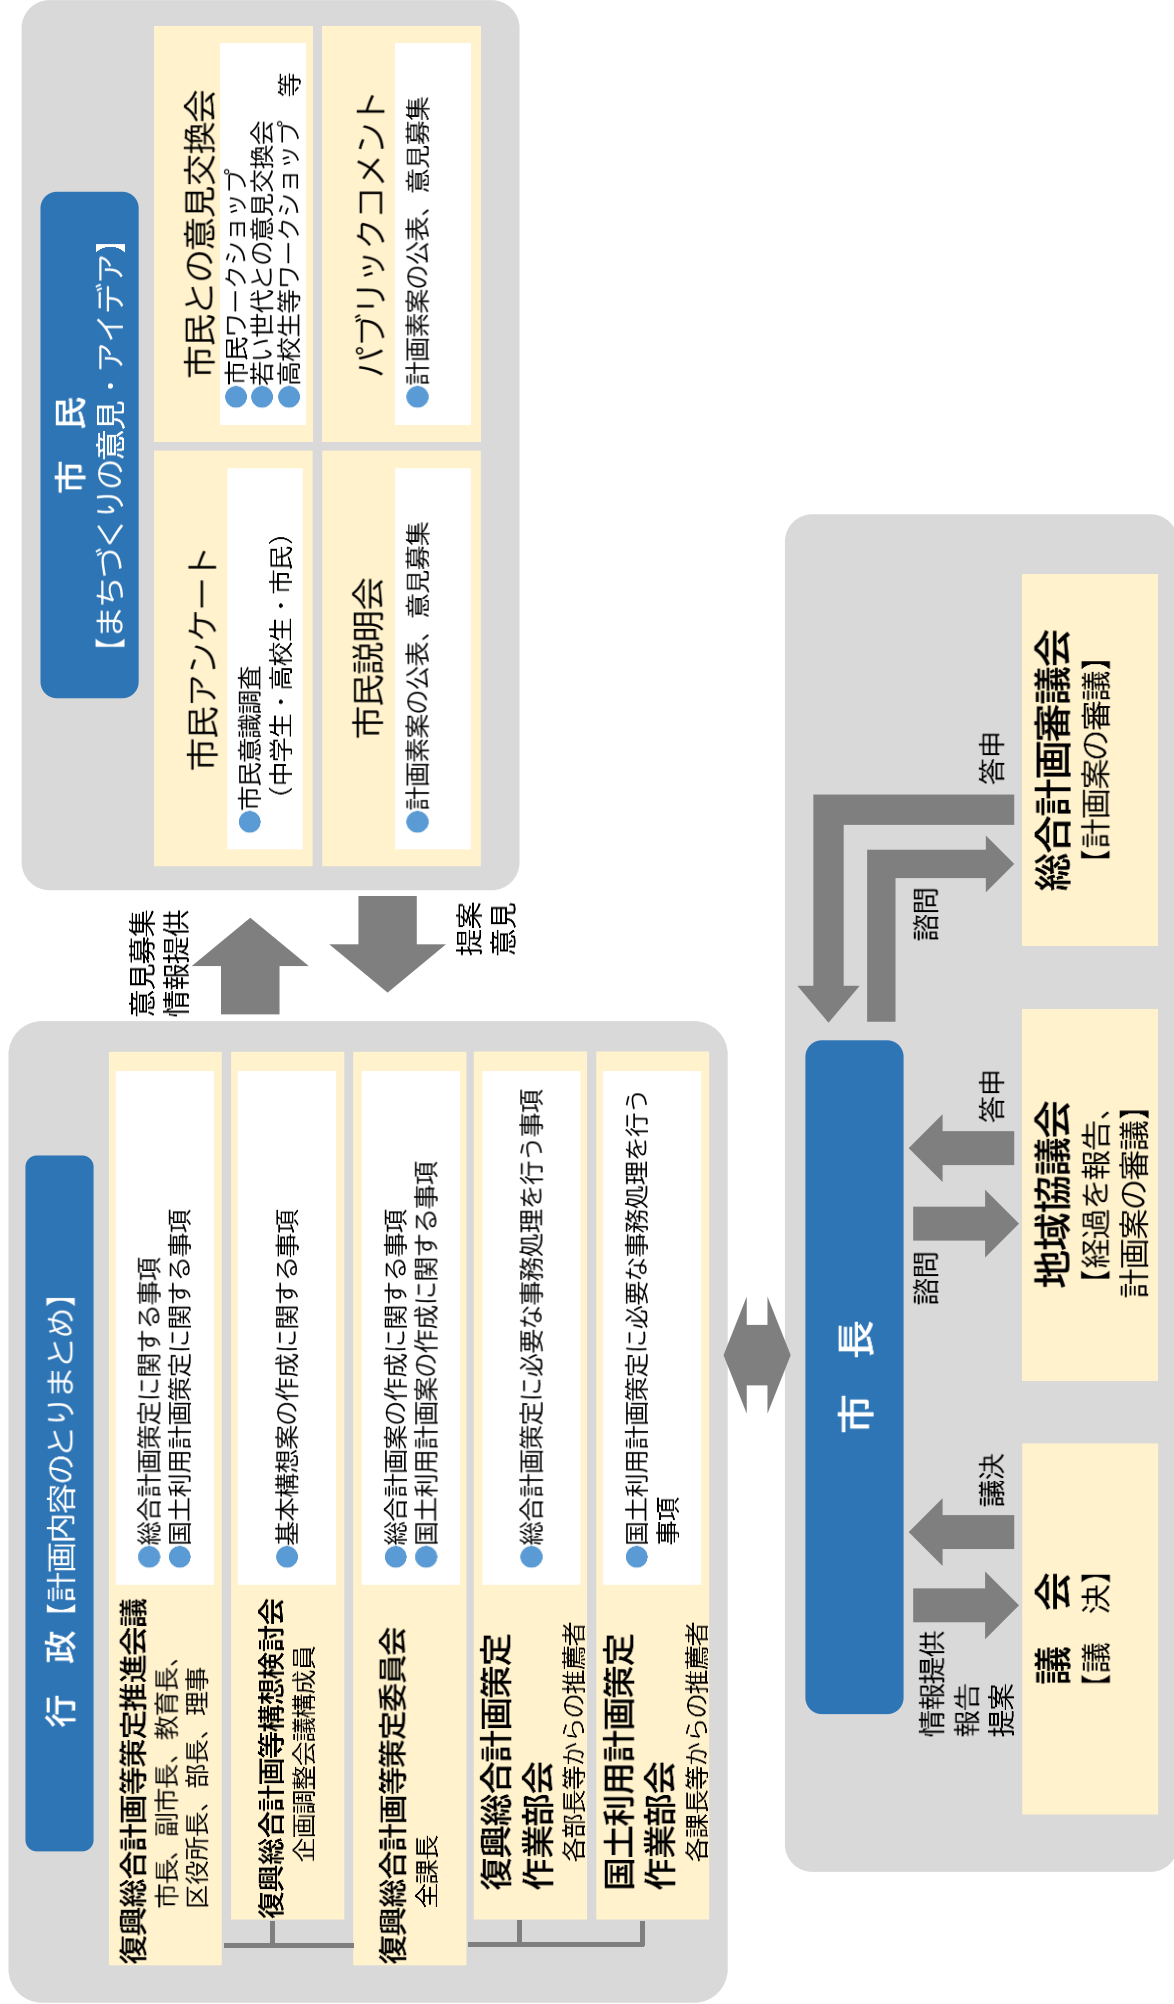 行　政【計画内容のとりまとめ】
復興総合計画等策定推進会議
市長、副市長、教育長、
区役所長、部長、理事
●総合計画策定に関する事項
●国土利用計画策定に関する事項
復興総合計画等構想検討会
企画調整会議構成員
●基本構想案の作成に関する事項
復興総合計画等策定委員会
全課長
●総合計画案の作成に関する事項
●国土利用計画案の作成に関する事項
復興総合計画策定
作業部会
各部長等からの推薦者
●総合計画策定に必要な事務処理を行う事項
国土利用計画策定
作業部会
各課長等からの推薦者
●国土利用計画策定に必要な事務処理を行う
事項
意見募集
情報提供
提案
意見
市　民
【まちづくりの意見・アイデア】
市民アンケート
●市民意識調査
（中学生・高校生・市民）
市民との意見交換会
●市民ワークショップ
●若い世代との意見交換会
●高校生等ワークショップ　等
市民説明会
●計画素案の公表、意見募集
パブリックコメント
●計画素案の公表、意見募集
市　長
情報提供
報告
提案
議決
諮問
答申
諮問
答申
議　会
【議　決】
地域協議会
【経過を報告、
計画案の審議】
総合計画審議会
【計画案の審議】